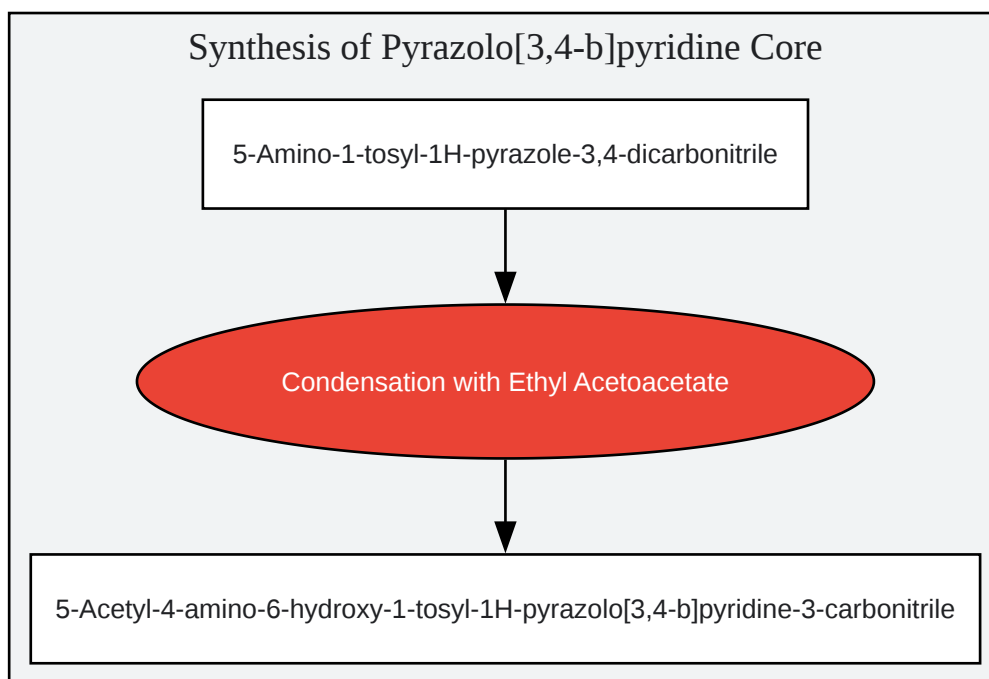 Synthesis of Pyrazolo[3,4-b]pyridine Core
5-Amino-1-tosyl-1H-pyrazole-3,4-dicarbonitrile
Condensation with Ethyl Acetoacetate
5-Acetyl-4-amino-6-hydroxy-1-tosyl-1H-pyrazolo[3,4-b]pyridine-3-carbonitrile